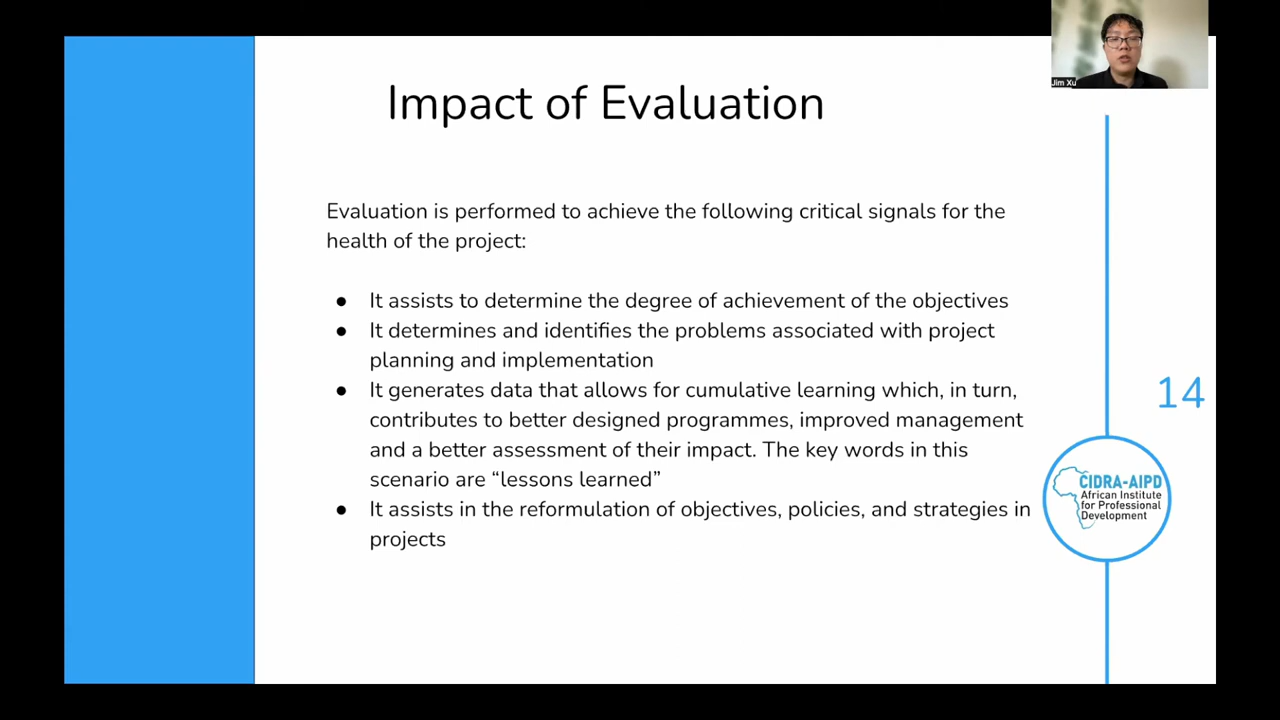 Jim Xu
Impact of Evaluation
Evaluation is performed to achieve the following critical signals for the
health of the project:
● It assists to determine the degree of achievement of the objectives
● It determines and identifies the problems associated with project
planning and implementation
● It generates data that allows for cumulative learning which, in turn,
contributes to better designed programmes, improved management
and a better assessment of their impact. The key words in this
scenario are “lessons learned”
● It assists in the reformulation of objectives, policies, and strategies in
projects
14
CIDRA-AIPD
African Institute
for Professional
Development